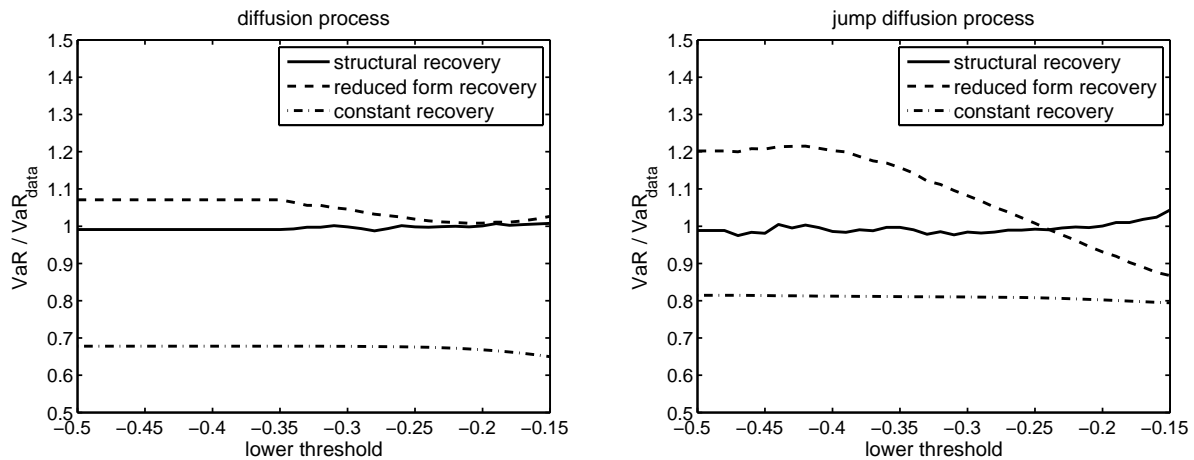 diffusion process
1.5
1.4
1.3
1.2
1.1
1
0.9
0.8
0.7
0.6
0.5
VaR / VaR_data
structural recovery
reduced form recovery
constant recovery
−0.5 −0.45 −0.4 −0.35 −0.3 −0.25 −0.2 −0.15
lower threshold
jump diffusion process
1.5
1.4
1.3
1.2
1.1
1
0.9
0.8
0.7
0.6
0.5
VaR / VaR_data
structural recovery
reduced form recovery
constant recovery
−0.5 −0.45 −0.4 −0.35 −0.3 −0.25 −0.2 −0.15
lower threshold